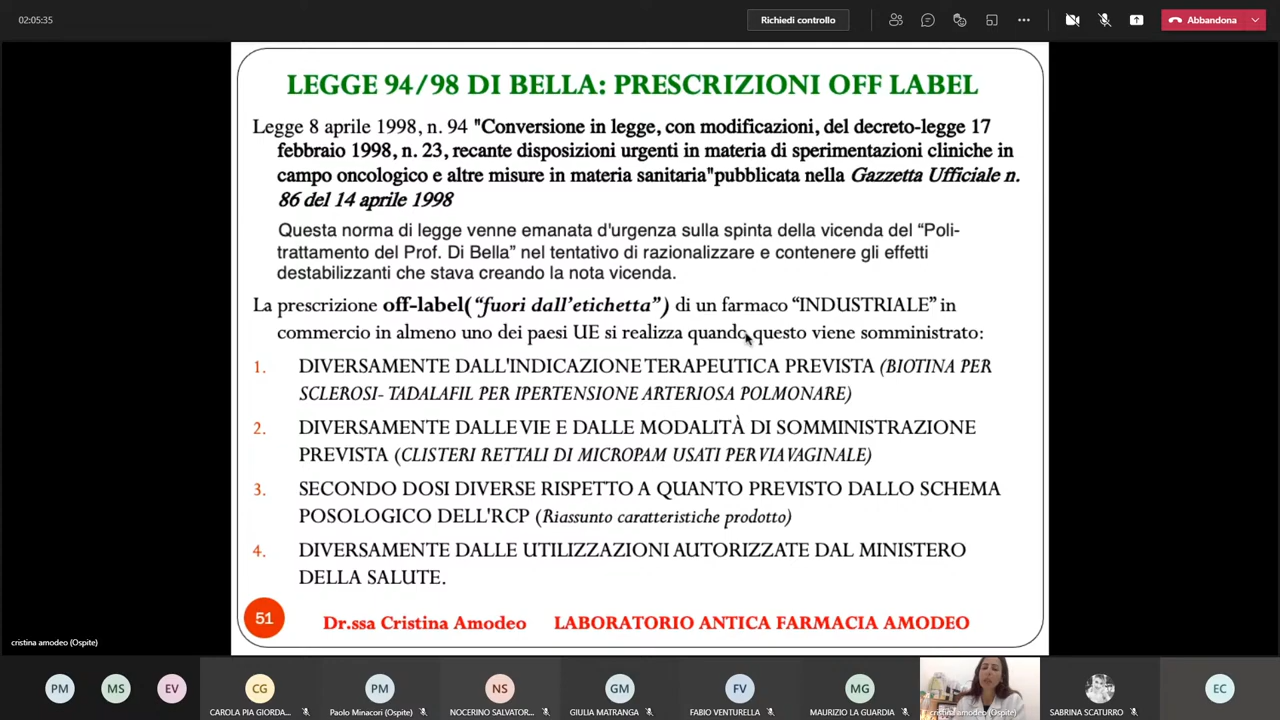 02:05:35
Richiedi controllo
Abbandona
LEGGE 94/98 DI BELLA: PRESCRIZIONI OFF LABEL
Legge 8 aprile 1998, n. 94 "Conversione in legge, con modificazioni, del decreto-legge 17
febbraio 1998, n. 23, recante disposizioni urgenti in materia di sperimentazioni cliniche in
campo oncologico e altre misure in materia sanitaria"pubblicata nella Gazzetta Ufficiale n.
86 del 14 aprile 1998
Questa norma di legge venne emanata d'urgenza sulla spinta della vicenda del “Poli-
trattamento del Prof. Di Bella” nel tentativo di razionalizzare e contenere gli effetti
destabilizzanti che stava creando la nota vicenda.
La prescrizione off-label(“fuori dall’etichetta”) di un farmaco “INDUSTRIALE” in
commercio in almeno uno dei paesi UE si realizza quando questo viene somministrato:
1. DIVERSAMENTE DALL'INDICAZIONE TERAPEUTICA PREVISTA (BIOTINA PER
SCLEROSI- TADALAFIL PER IPERTENSIONE ARTERIOSA POLMONARE)
2. DIVERSAMENTE DALLE VIE E DALLE MODALITÀ DI SOMMINISTRAZIONE
PREVISTA (CLISTERI RETTALI DI MICROPAM USATI PER VIA VAGINALE)
3. SECONDO DOSI DIVERSE RISPETTO A QUANTO PREVISTO DALLO SCHEMA
POSOLOGICO DELL'RCP (Riassunto caratteristiche prodotto)
4. DIVERSAMENTE DALLE UTILIZZAZIONI AUTORIZZATE DAL MINISTERO
DELLA SALUTE.
51 Dr.ssa Cristina Amodeo LABORATORIO ANTICA FARMACIA AMODEO
cristina amodeo (Ospite)
PM MS EV CG PM NS GM FV MG EC
CAROLA PIA GIORDA... Paolo Minacori (Ospite) NOCERINO SALVATOR... GIULIA MATRANGA FABIO VENTURELLA MAURIZIO LA GUARDIA cristina amodeo (Ospite) SABRINA SCATURRO